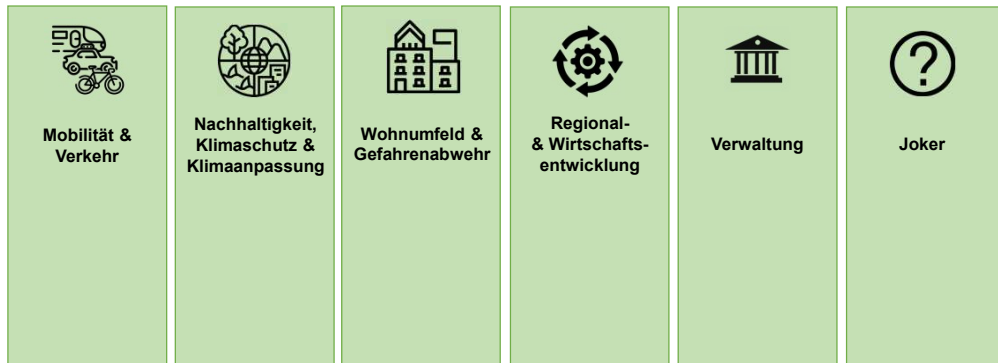 Mobilität &
Verkehr
Nachhaltigkeit,
Klimaschutz &
Klimaanpassung
Wohnumfeld &
Gefahrenabwehr
Regional-
& Wirtschafts-
entwicklung
Verwaltung
?
Joker